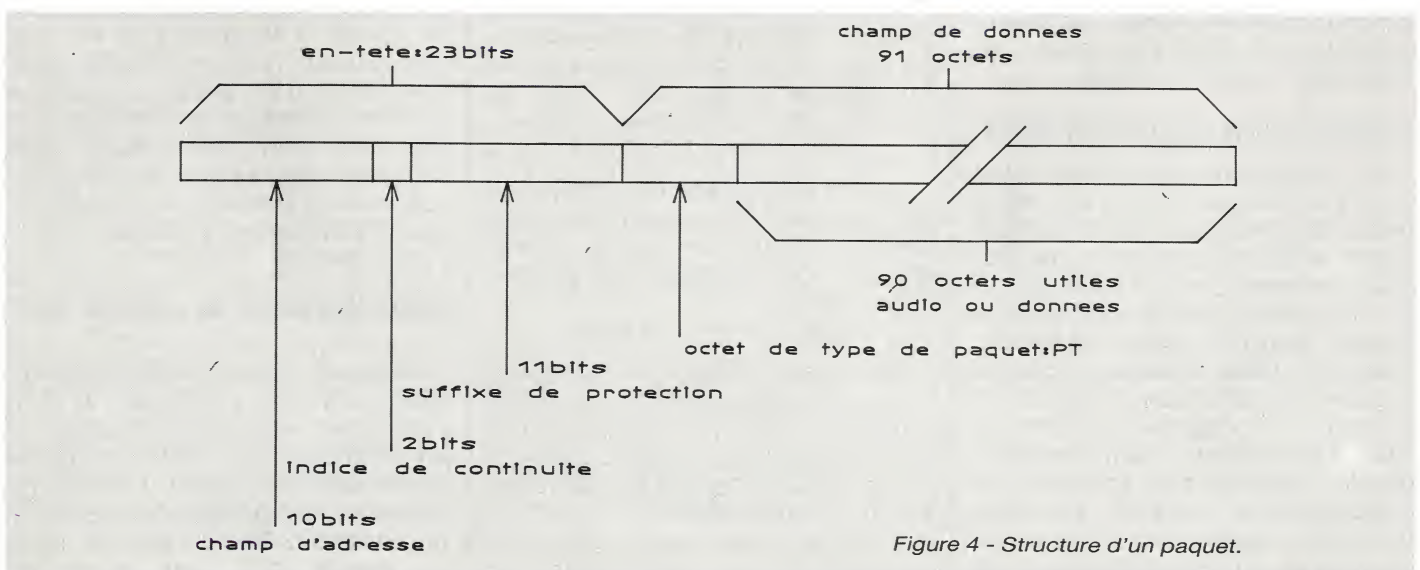 en-tete:23bits
champ de donnees
91 octets
90 octets utiles
audio ou donnees
octet de type de paquet:PT
11bits
suffixe de protection
2bits
indice de continuite
10bits
champ d'adresse
Figure 4 - Structure d'un paquet.